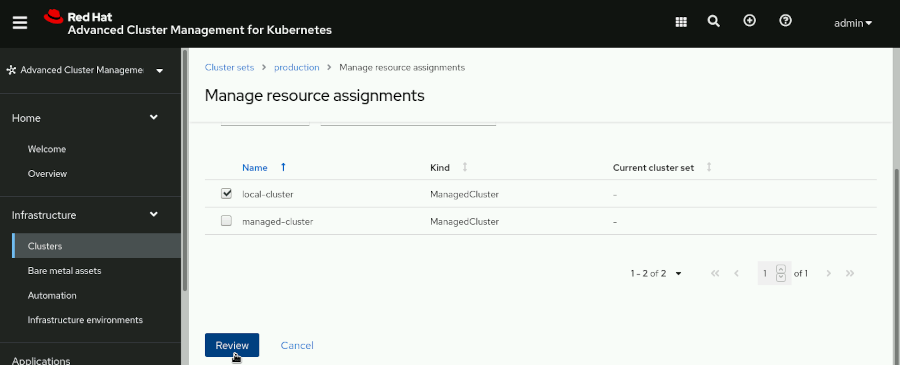 Red Hat
Advanced Cluster Management for Kubernetes
admin
Advanced Cluster Manageme
Home
Welcome
Overview
Infrastructure
Clusters
Bare metal assets
Automation
Infrastructure environments
Applications
Cluster sets > production > Manage resource assignments
Manage resource assignments
Name Kind Current cluster set
local-cluster ManagedCluster -
managed-cluster ManagedCluster -
1 - 2 of 2 1 of 1
Review Cancel